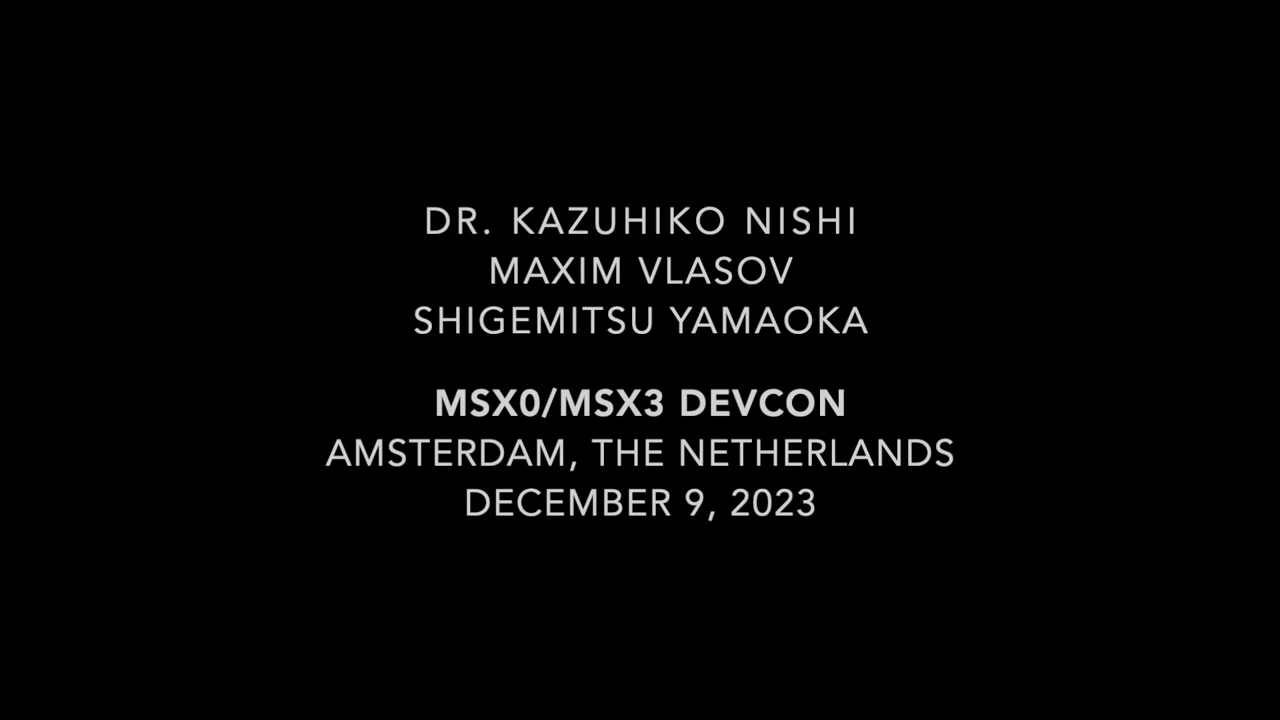 DR. KAZUHIKO NISHI
MAXIM VLASOV
SHIGEMITSU YAMAOKA
MSX0/MSX3 DEVCON
AMSTERDAM, THE NETHERLANDS
DECEMBER 9, 2023